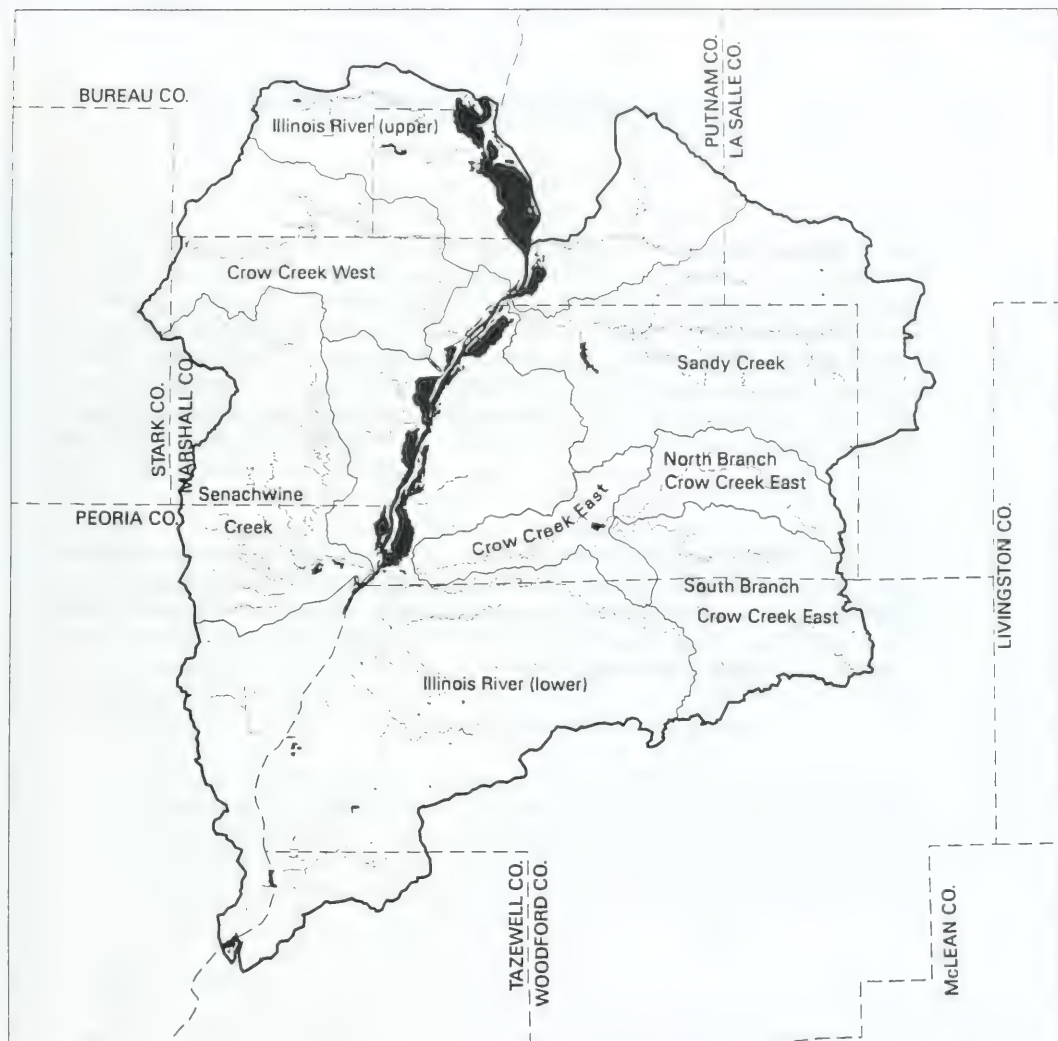 BUREAU CO.
PUTNAM CO.
LA SALLE CO.
Illinois River (upper)
Crow Creek West
Sandy Creek
STARK CO.
MARSHALL CO.
North Branch
Crow Creek East
Senachwine
Creek
PEORIA CO.
Crow Creek East
South Branch
Crow Creek East
LIVINGSTON CO.
Illinois River (lower)
TAZEWELL CO.
WOODFORD CO.
McLEAN CO.